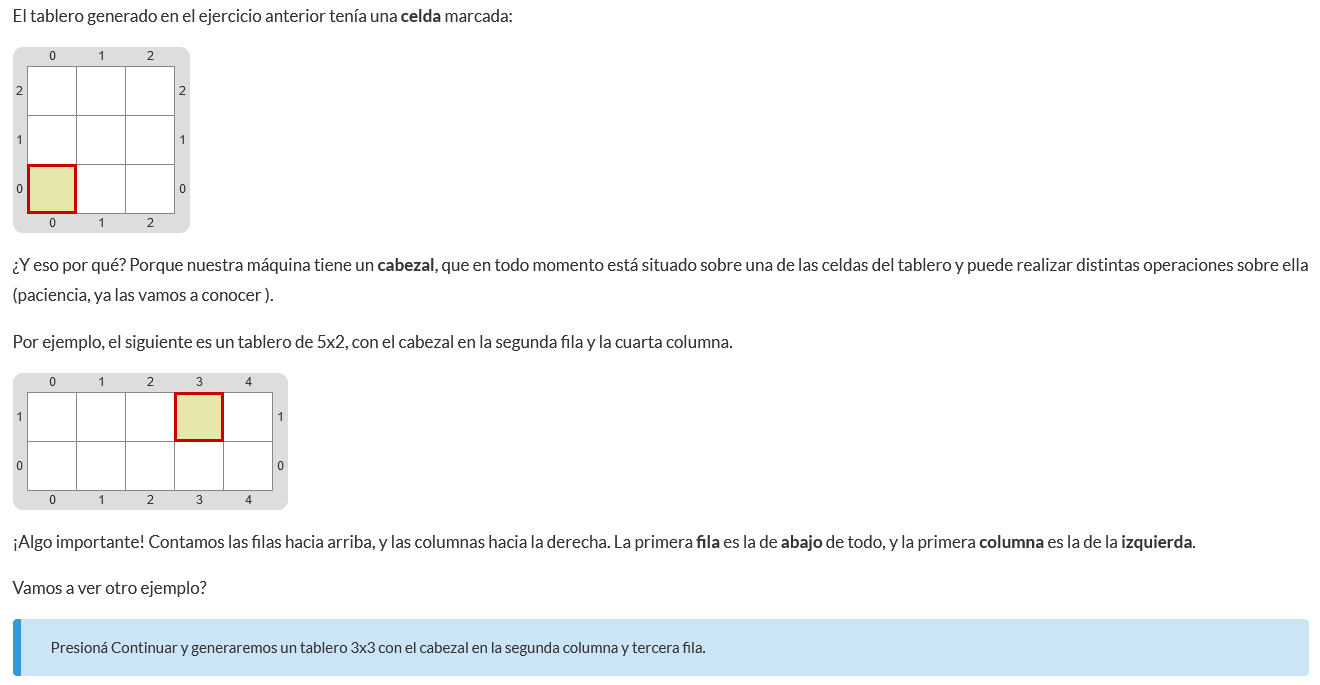 El tablero generado en el ejercicio anterior tenía una celda marcada:
0 1 2
2 2
1 1
0 0
0 1 2
¿Y eso por qué? Porque nuestra máquina tiene un cabezal, que en todo momento está situado sobre una de las celdas del tablero y puede realizar distintas operaciones sobre ella
(paciencia, ya las vamos a conocer ).
Por ejemplo, el siguiente es un tablero de 5x2, con el cabezal en la segunda fila y la cuarta columna.
0 1 2 3 4
1 1
0 0
0 1 2 3 4
¡Algo importante! Contamos las filas hacia arriba, y las columnas hacia la derecha. La primera fila es la de abajo de todo, y la primera columna es la de la izquierda.
Vamos a ver otro ejemplo?
Presioná Continuar y generaremos un tablero 3x3 con el cabezal en la segunda columna y tercera fila.